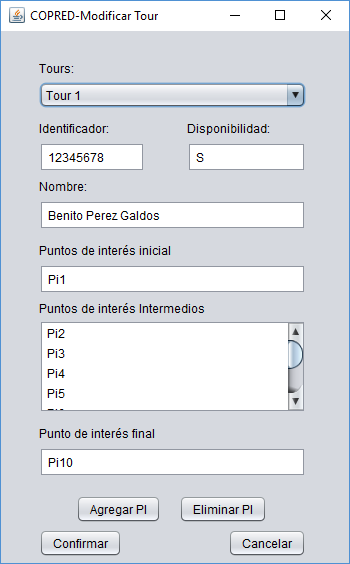 COPRED-Modificar Tour
Tours:
Tour 1
Identificador: Disponibilidad:
12345678 S
Nombre:
Benito Perez Galdos
Puntos de interés inicial
Pi1
Puntos de interés Intermedios
Pi2
Pi3
Pi4
Pi5
Punto de interés final
Pi10
Agregar PI Eliminar PI
Confirmar Cancelar